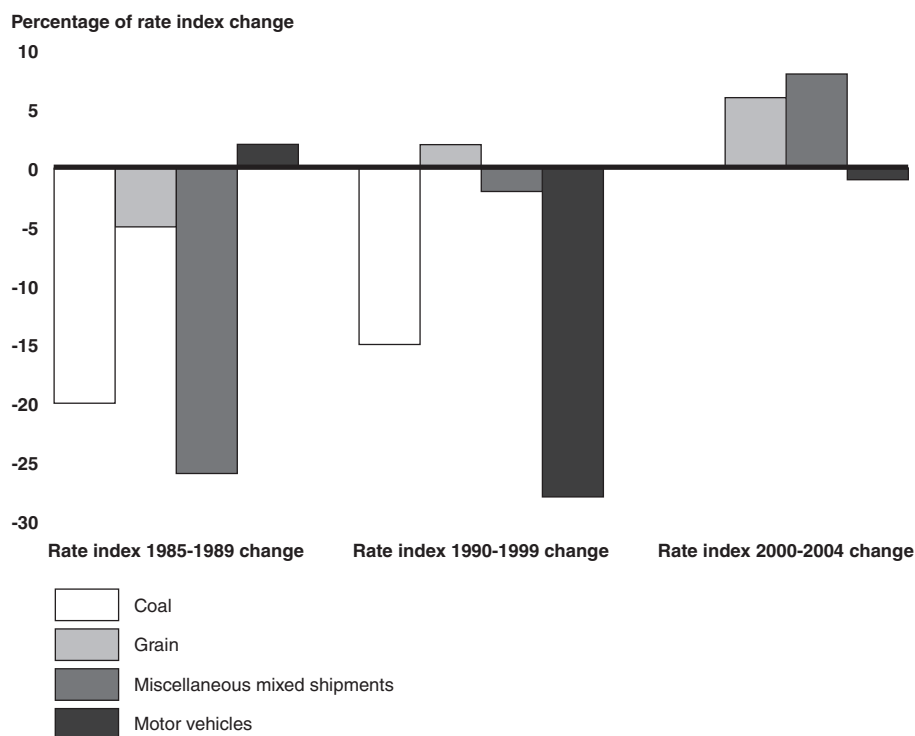 Percentage of rate index change
10
5
0
-5
-10
-15
-20
-25
-30
Rate index 1985-1989 change
Rate index 1990-1999 change
Rate index 2000-2004 change
Coal
Grain
Miscellaneous mixed shipments
Motor vehicles